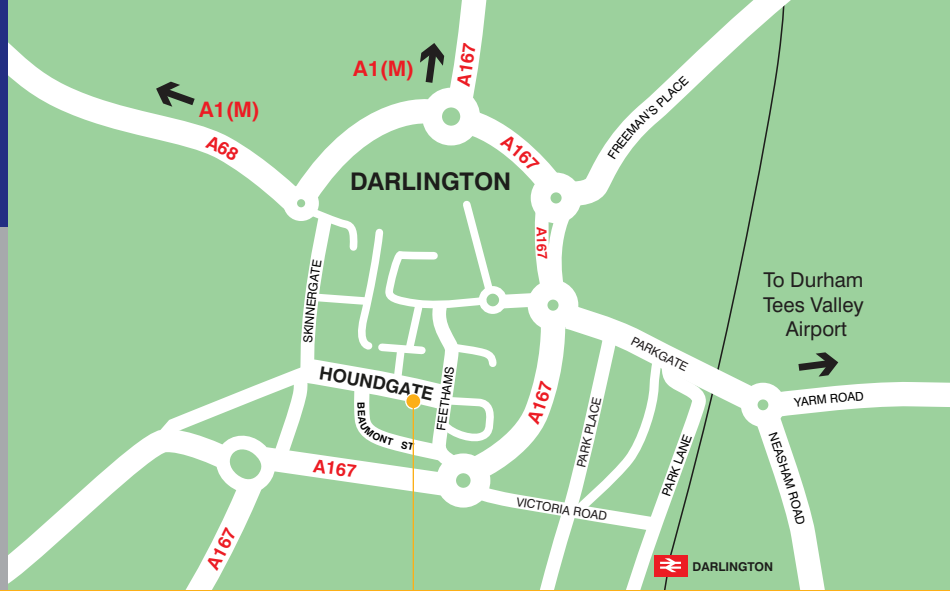 A167
A1(M)
A1(M)
A68
A167
FREEMAN'S PLACE
DARLINGTON
A167
To Durham
Tees Valley
Airport
SKINNERGATE
PARKGATE
HOUNDGATE
FEETHAMS
A167
YARM ROAD
BEAUMONT ST
PARK PLACE
PARK LANE
NEASHAM ROAD
A167
VICTORIA ROAD
A167
DARLINGTON